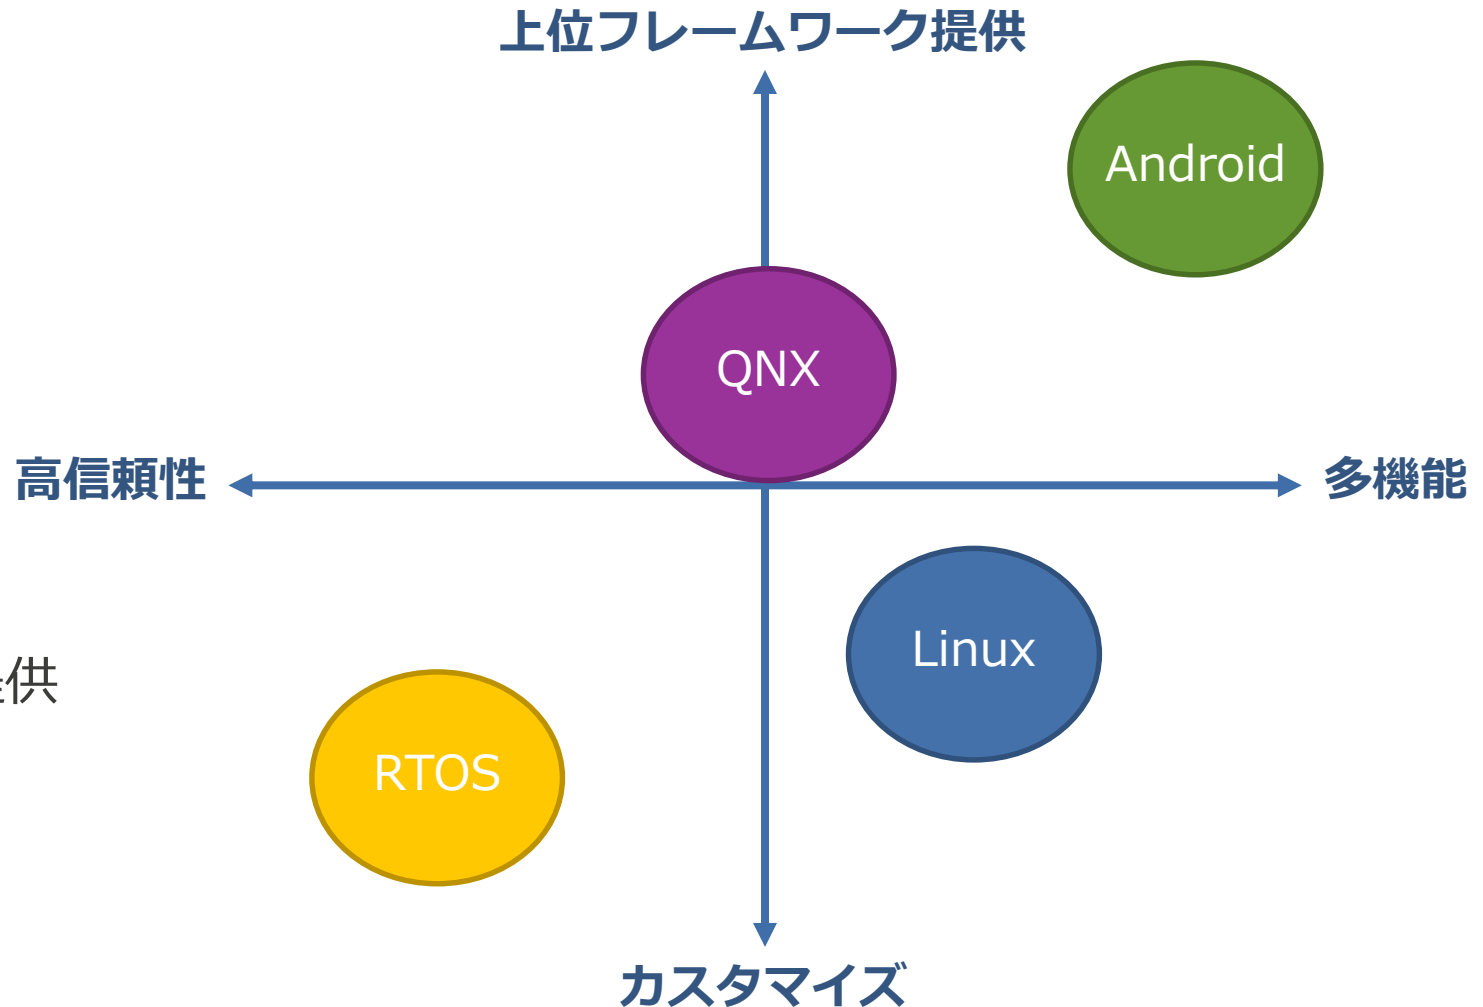 上位フレームワーク提供
Android
QNX
高信頼性
多機能
Linux
供
RTOS
カスタマイズ